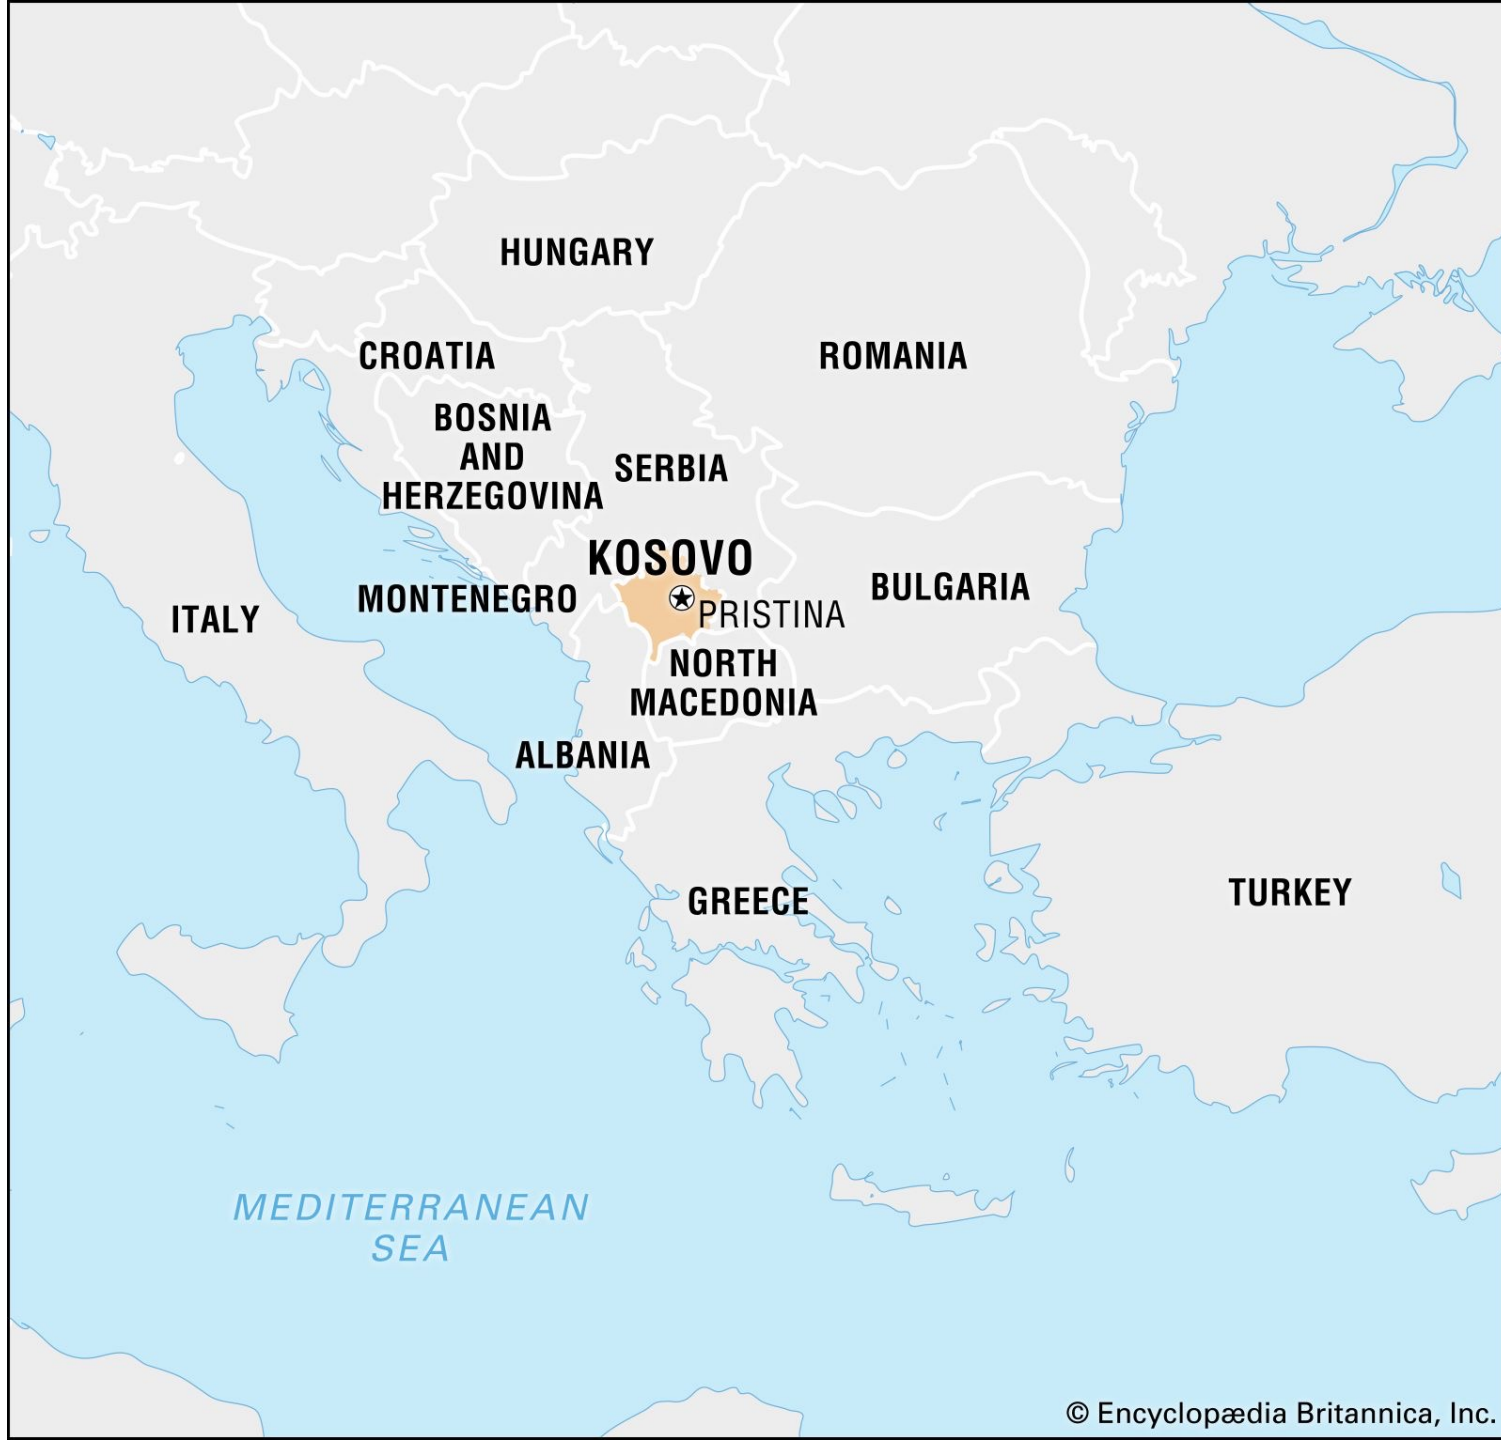 HUNGARY
CROATIA
ROMANIA
BOSNIA
AND
HERZEGOVINA
SERBIA
KOSOVO
BULGARIA
MONTENEGRO
PRISTINA
ITALY
NORTH
MACEDONIA
ALBANIA
GREECE
TURKEY
MEDITERRANEAN
SEA
© Encyclopædia Britannica, Inc.